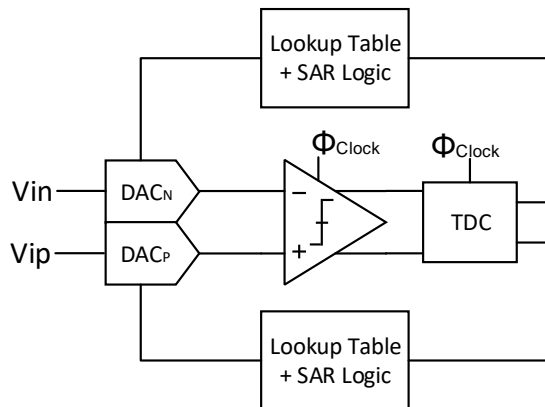 Lookup Table
+ SAR Logic
ΦClock
ΦClock
Vin
DACN
−
TDC
Vip
DACP
+
Lookup Table
+ SAR Logic